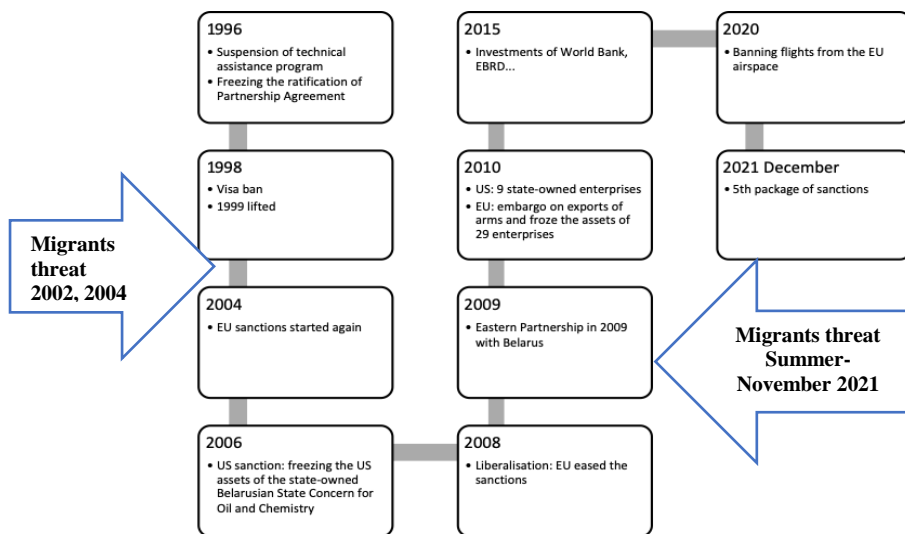 1996
• Suspension of technical
assistance program
• Freezing the ratification of
Partnership Agreement
1998
• Visa ban
• 1999 lifted
Migrants
threat
2002, 2004
2004
• EU sanctions started again
2006
• US sanction: freezing the US
assets of the state-owned
Belarusian State Concern for
Oil and Chemistry
2008
• Liberalisation: EU eased the
sanctions
2009
• Eastern Partnership in 2009
with Belarus
2010
• US: 9 state-owned enterprises
• EU: embargo on exports of
arms and froze the assets of
29 enterprises
2015
• Investments of World Bank,
EBRD...
2020
• Banning flights from the EU
airspace
2021 December
• 5th package of sanctions
Migrants threat
Summer-
November 2021